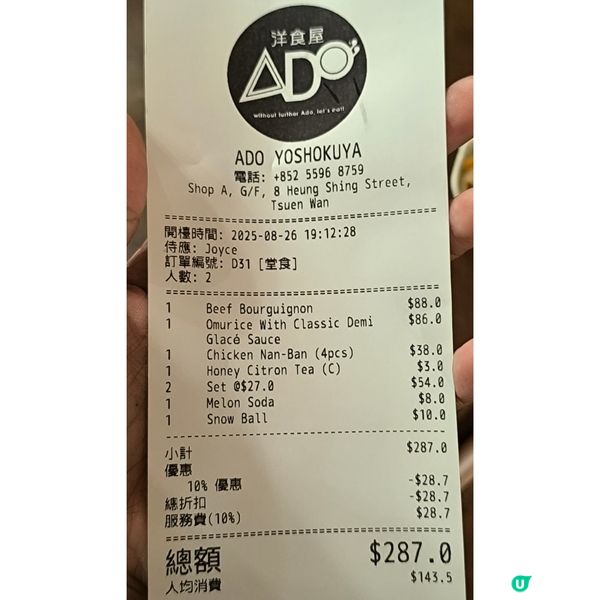 洋食屋
ADO
without further Ado, let's eat!
ADO YOSHOKUYA
電話: +852 5596 8759
Shop A, G/F, 8 Heung Shing Street,
Tsuen Wan
開檯時間: 2025-08-26 19:12:28
侍應: Joyce
訂單編號: D31 [堂食]
人數: 2
1 Beef Bourguignon $88.0
1 Omurice With Classic Demi $86.0
Glacé Sauce
1 Chicken Nan-Ban (4pcs) $38.0
1 Honey Citron Tea (C) $3.0
2 Set @$27.0 $54.0
1 Melon Soda $8.0
1 Snow Ball $10.0
小計 $287.0
優惠
10% 優惠 -$28.7
總折扣 -$28.7
服務費(10%) $28.7
總額 $287.0
人均消費 $143.5
U